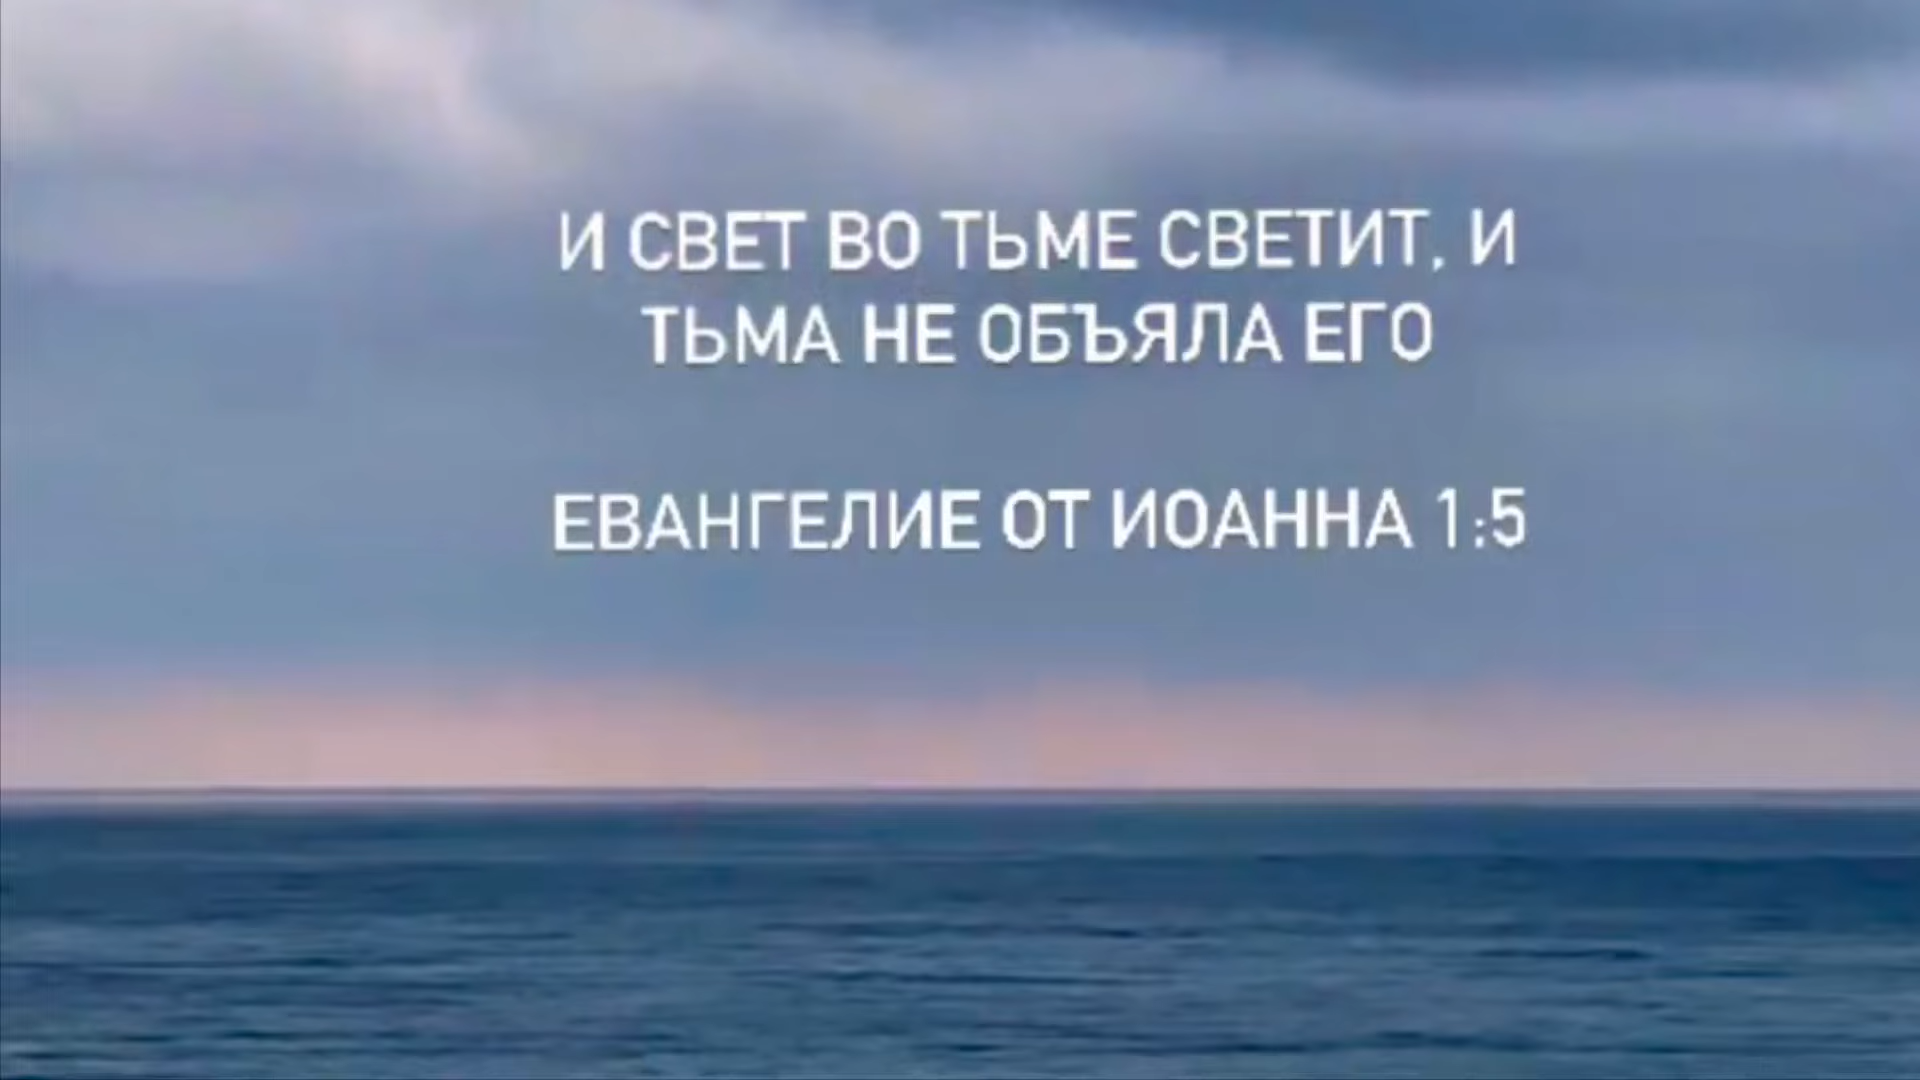 И СВЕТ ВО ТЬМЕ СВЕТИТ, И
ТЬМА НЕ ОБЪЯЛА ЕГО
ЕВАНГЕЛИЕ ОТ ИОАННА 1:5